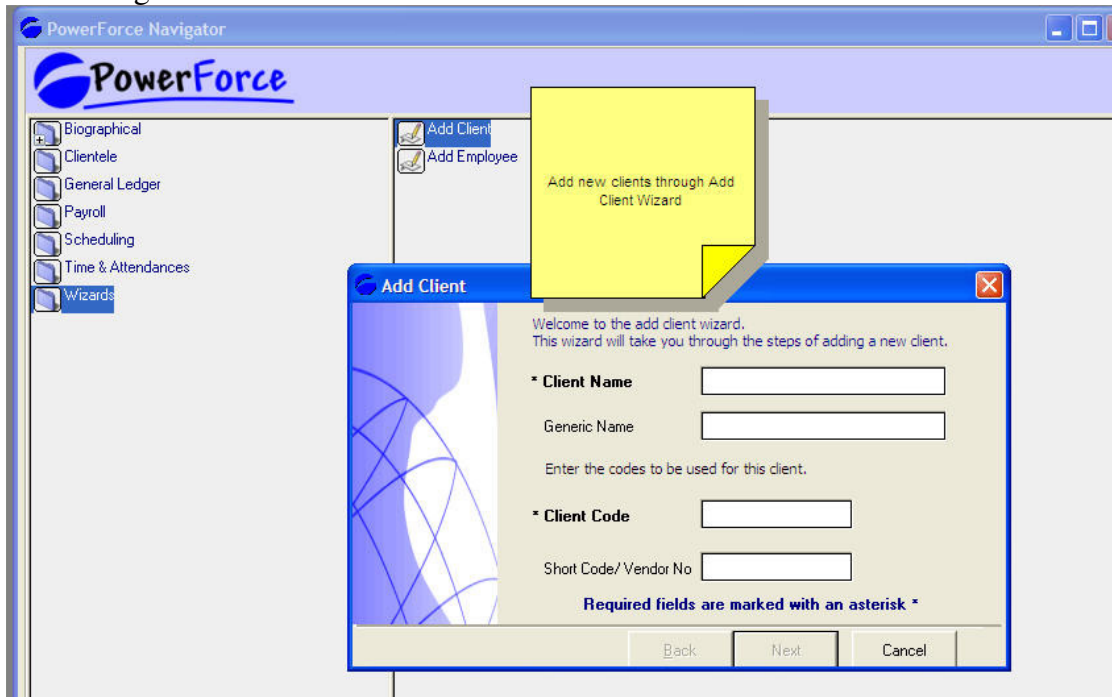 PowerForce Navigator
PowerForce
Biographical
Clientele
General Ledger
Payroll
Scheduling
Time & Attendances
Wizards
Add Client
Add Employee
Add new clients through Add
Client Wizard
Add Client
Welcome to the add client wizard.
This wizard will take you through the steps of adding a new client.
* Client Name
Generic Name
Enter the codes to be used for this client.
* Client Code
Short Code/ Vendor No
Required fields are marked with an asterisk *
Back
Next
Cancel